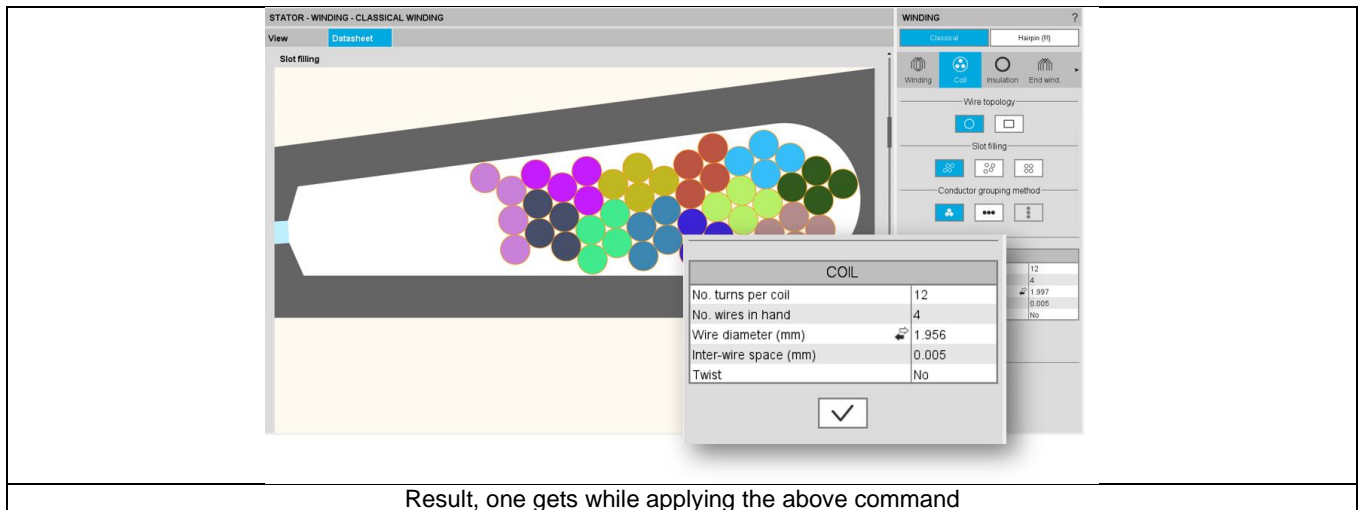 STATOR - WINDING - CLASSICAL WINDING
View Datasheet
Slot filling
WINDING ?
Classical Hairpin (!!!)
Winding Coil Insulation End wind.
Wire topology
Slot filling
Conductor grouping method
12
4
1.997
0.005
No
COIL
No. turns per coil 12
No. wires in hand 4
Wire diameter (mm) 1.956
Inter-wire space (mm) 0.005
Twist No
Result, one gets while applying the above command